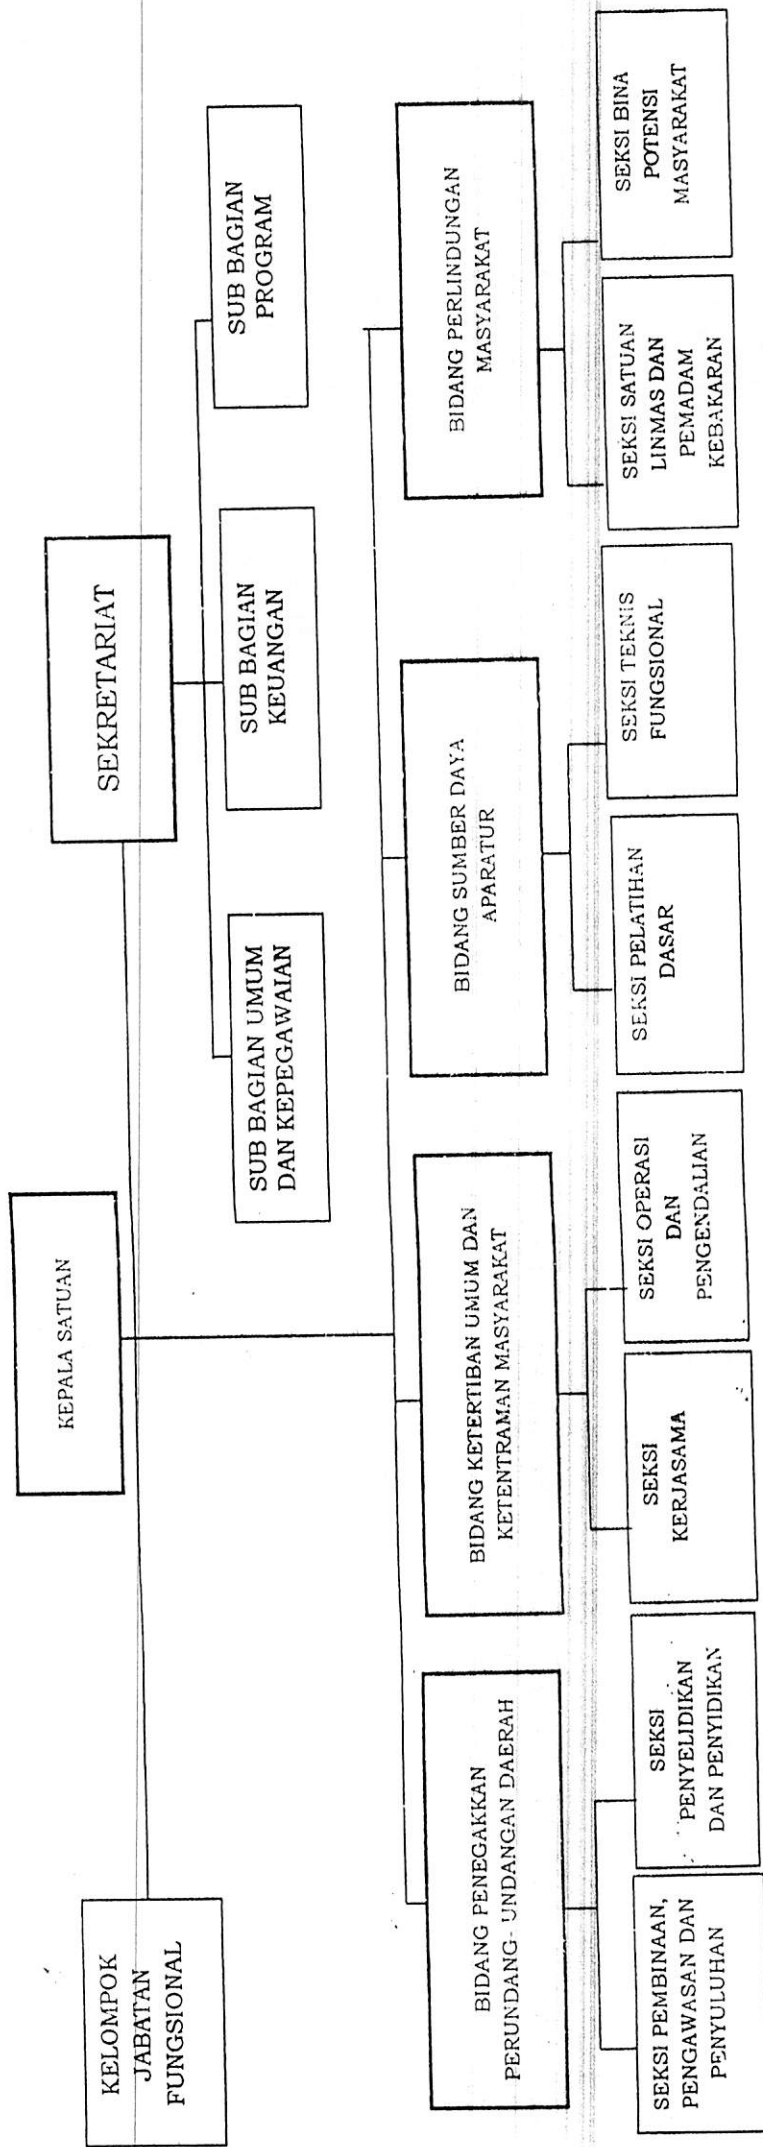 KEPALA SATUAN
KELOMPOK
JABATAN
FUNGSIONAL
SEKRETARIAT
SUB BAGIAN UMUM
DAN KEPEGAWAIAN
SUB BAGIAN
KEUANGAN
SUB BAGIAN
PROGRAM
BIDANG PENEGAKKAN
PERUNDANG- UNDANGAN DAERAH
BIDANG KETERTIBAN UMUM DAN
KETENTRAMAN MASYARAKAT
BIDANG SUMBER DAYA
APARATUR
BIDANG PERLINDUNGAN
MASYARAKAT
SEKSI PEMBINAAN,
PENGAWASAN DAN
PENYULUHAN
SEKSI
PENYELIDIKAN
DAN PENYIDIKAN
SEKSI
KERJASAMA
SEKSI OPERASI
DAN
PENGENDALIAN
SEKSI PELATIHAN
DASAR
SEKSI TEKNIS
FUNGSIONAL
SEKSI SATUAN
LINMAS DAN
PEMADAM
KEBAKARAN
SEKSI BINA
POTENSI
MASYARAKAT